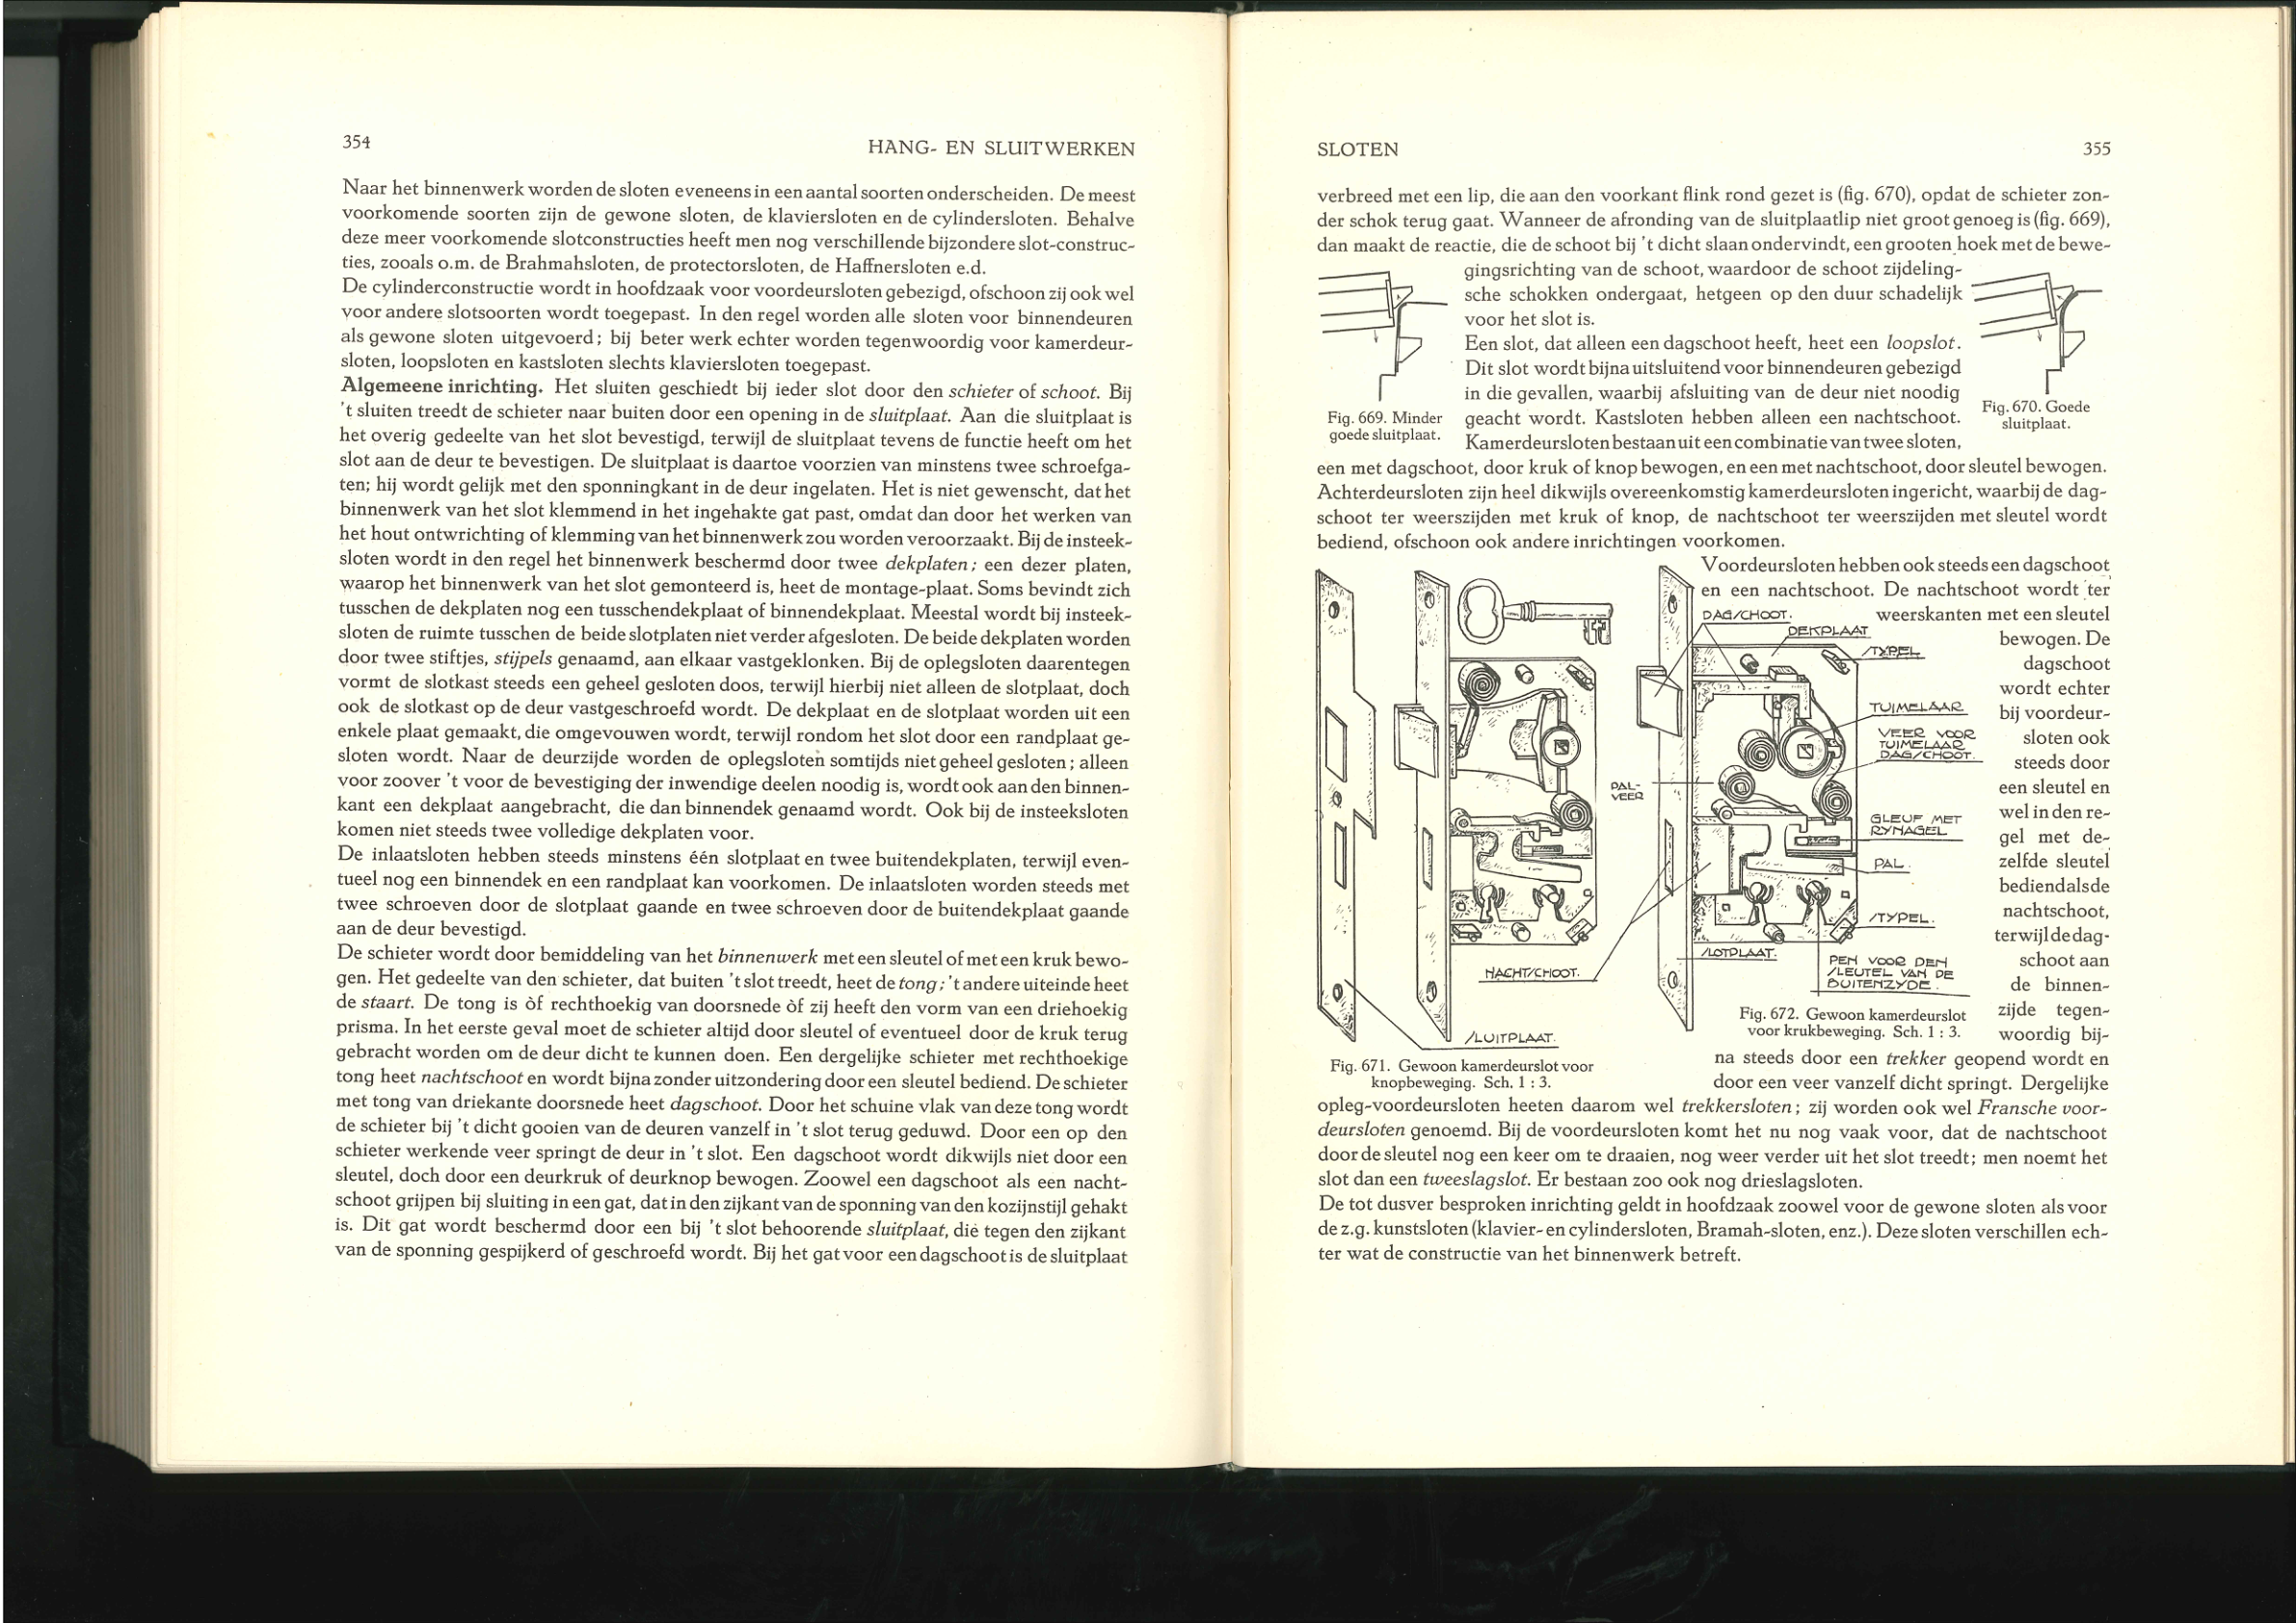 354
HANG- EN SLUITWERKEN
Naar het binnenwerk worden de sloten eveneens in een aantal soorten onderscheiden. De meest
voorkomende soorten zijn de gewone sloten, de klaviersloten en de cylindersloten. Behalve
deze meer voorkomende slotconstructies heeft men nog verschillende bijzondere slot-construc-
ties, zooals o.m. de Brahmahsloten, de protectorsloten, de Haffnersloten e.d.
De cylinderconstructie wordt in hoofdzaak voor voordeursloten gebezigd, ofschoon zij ook wel
voor andere slotsoorten wordt toegepast. In den regel worden alle sloten voor binnendeuren
als gewone sloten uitgevoerd; bij beter werk echter worden tegenwoordig voor kamerdeur-
sloten, loopsloten en kastsloten slechts klaviersloten toegepast.
Algemeene inrichting. Het sluiten geschiedt bij ieder slot door den schieter of schoot. Bij
't sluiten treedt de schieter naar buiten door een opening in de sluitplaat. Aan die sluitplaat is
het overig gedeelte van het slot bevestigd, terwijl de sluitplaat tevens de functie heeft om het
slot aan de deur te bevestigen. De sluitplaat is daartoe voorzien van minstens twee schroefga-
ten; hij wordt gelijk met den sponningkant in de deur ingelaten. Het is niet gewenscht, dat het
binnenwerk van het slot klemmend in het ingehakte gat past, omdat dan door het werken van
het hout ontwrichting of klemming van het binnenwerk zou worden veroorzaakt. Bij de insteek-
sloten wordt in den regel het binnenwerk beschermd door twee dekplaten; een dezer platen,
waarop het binnenwerk van het slot gemonteerd is, heet de montage-plaat. Soms bevindt zich
tusschen de dekplaten nog een tusschendekplaat of binnendekplaat. Meestal wordt bij insteek-
sloten de ruimte tusschen de beide slotplaten niet verder afgesloten. De beide dekplaten worden
door twee stiftjes, stijpels genaamd, aan elkaar vastgeklonken. Bij de oplegsloten daarentegen
vormt de slotkast steeds een geheel gesloten doos, terwijl hierbij niet alleen de slotplaat, doch
ook de slotkast op de deur vastgeschroefd wordt. De dekplaat en de slotplaat worden uit een
enkele plaat gemaakt, die omgevouwen wordt, terwijl rondom het slot door een randplaat ge-
sloten wordt. Naar de deurzijde worden de oplegsloten somtijds niet geheel gesloten; alleen
voor zoover 't voor de bevestiging der inwendige deelen noodig is, wordt ook aan den binnen-
kant een dekplaat aangebracht, die dan binnendek genaamd wordt. Ook bij de insteeksloten
komen niet steeds twee volledige dekplaten voor.
De inlaatsloten hebben steeds minstens één slotplaat en twee buitendekplaten, terwijl even-
tueel nog een binnendek en een randplaat kan voorkomen. De inlaatsloten worden steeds met
twee schroeven door de slotplaat gaande en twee schroeven door de buitendekplaat gaande
aan de deur bevestigd.
De schieter wordt door bemiddeling van het binnenwerk met een sleutel of met een kruk bewo-
gen. Het gedeelte van den schieter, dat buiten 't slot treedt, heet de tong; 't andere uiteinde heet
de staart. De tong is òf rechthoekig van doorsnede òf zij heeft den vorm van een driehoekig
prisma. In het eerste geval moet de schieter altijd door sleutel of eventueel door de kruk terug
gebracht worden om de deur dicht te kunnen doen. Een dergelijke schieter met rechthoekige
tong heet nachtschoot en wordt bijna zonder uitzondering door een sleutel bediend. De schieter
met tong van driekante doorsnede heet dagschoot. Door het schuine vlak van deze tong wordt
de schieter bij 't dicht gooien van de deuren vanzelf in 't slot terug geduwd. Door een op den
schieter werkende veer springt de deur in 't slot. Een dagschoot wordt dikwijls niet door een
sleutel, doch door een deurkruk of deurknop bewogen. Zoowel een dagschoot als een nacht-
schoot grijpen bij sluiting in een gat, dat in den zijkant van de sponning van den kozijnstijl gehakt
is. Dit gat wordt beschermd door een bij 't slot behoorende sluitplaat, die tegen den zijkant
van de sponning gespijkerd of geschroefd wordt. Bij het gat voor een dagschoot is de sluitplaat
SLOTEN
355
verbreed met een lip, die aan den voorkant flink rond gezet is (fig. 670), opdat de schieter zon-
der schok terug gaat. Wanneer de afronding van de sluitplaatlip niet groot genoeg is (fig. 669),
dan maakt de reactie, die de schoot bij 't dicht slaan ondervindt, een grooten hoek met de bewe-
gingsrichting van de schoot, waardoor de schoot zijdeling-
sche schokken ondergaat, hetgeen op den duur schadelijk
voor het slot is.
Een slot, dat alleen een dagschoot heeft, heet een loopslot.
Dit slot wordt bijna uitsluitend voor binnendeuren gebezigd
in die gevallen, waarbij afsluiting van de deur niet noodig
geacht wordt. Kastsloten hebben alleen een nachtschoot.
Kamerdeursloten bestaan uit een combinatie van twee sloten,
Fig. 669. Minder
goede sluitplaat.
Fig. 670. Goede
sluitplaat.
een met dagschoot, door kruk of knop bewogen, en een met nachtschoot, door sleutel bewogen.
Achterdeursloten zijn heel dikwijls overeenkomstig kamerdeursloten ingericht, waarbij de dag-
schoot ter weerszijden met kruk of knop, de nachtschoot ter weerszijden met sleutel wordt
bediend, ofschoon ook andere inrichtingen voorkomen.
Voordeursloten hebben ook steeds een dagschoot
en een nachtschoot. De nachtschoot wordt ter
weerskanten met een sleutel
bewogen. De
dagschoot
wordt echter
bij voordeur-
sloten ook
steeds door
een sleutel en
wel in den re-
gel met de-
zelfde sleutel
bediend als de
nachtschoot,
terwijl de dag-
schoot aan
de binnen-
zijde tegen-
woordig bij-
na steeds door een trekker geopend wordt en
door een veer vanzelf dicht springt. Dergelijke
DAGSCHOOT.
DEKPLAAT
STYPEL
TUIMELAAR
VEER VOOR
TUIMELAAR
DAGSCHOOT.
PAL-
VEER
GLEUF MET
RYNAGEL
PAL.
STYPEL.
SLOTPLAAT.
PEN VOOR DEN
SLEUTEL VAN DE
BUITENZYDE.
NACHTSCHOOT.
SLUITPLAAT.
Fig. 671. Gewoon kamerdeurslot voor
knopbeweging. Sch. 1 : 3.
Fig. 672. Gewoon kamerdeurslot
voor krukbeweging. Sch. 1 : 3.
opleg-voordeursloten heeten daarom wel trekkersloten; zij worden ook wel Fransche voor-
deursloten genoemd. Bij de voordeursloten komt het nu nog vaak voor, dat de nachtschoot
door de sleutel nog een keer om te draaien, nog weer verder uit het slot treedt; men noemt het
slot dan een tweeslagslot. Er bestaan zoo ook nog drieslagsloten.
De tot dusver besproken inrichting geldt in hoofdzaak zoowel voor de gewone sloten als voor
de z.g. kunstsloten (klavier- en cylindersloten, Bramah-sloten, enz.). Deze sloten verschillen ech-
ter wat de constructie van het binnenwerk betreft.